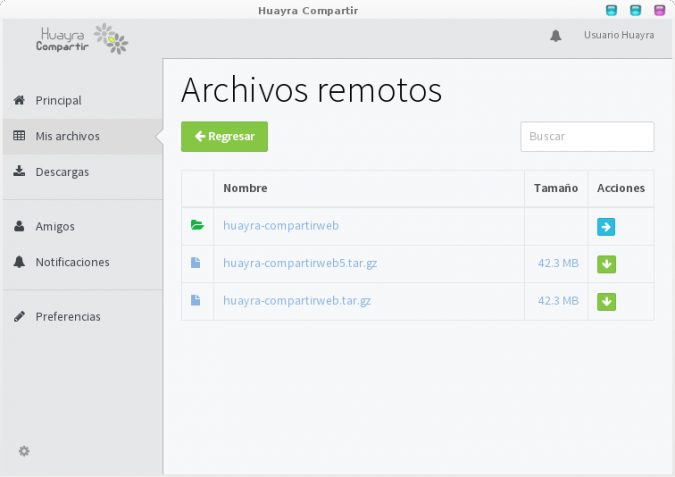 Huayra Compartir
Huayra
Compartir
Usuario Huayra
Principal
Mis archivos
Descargas
Amigos
Notificaciones
Preferencias
Archivos remotos
Regresar
Buscar
Nombre Tamaño Acciones
huayra-compartirweb
huayra-compartirweb5.tar.gz 42.3 MB
huayra-compartirweb.tar.gz 42.3 MB